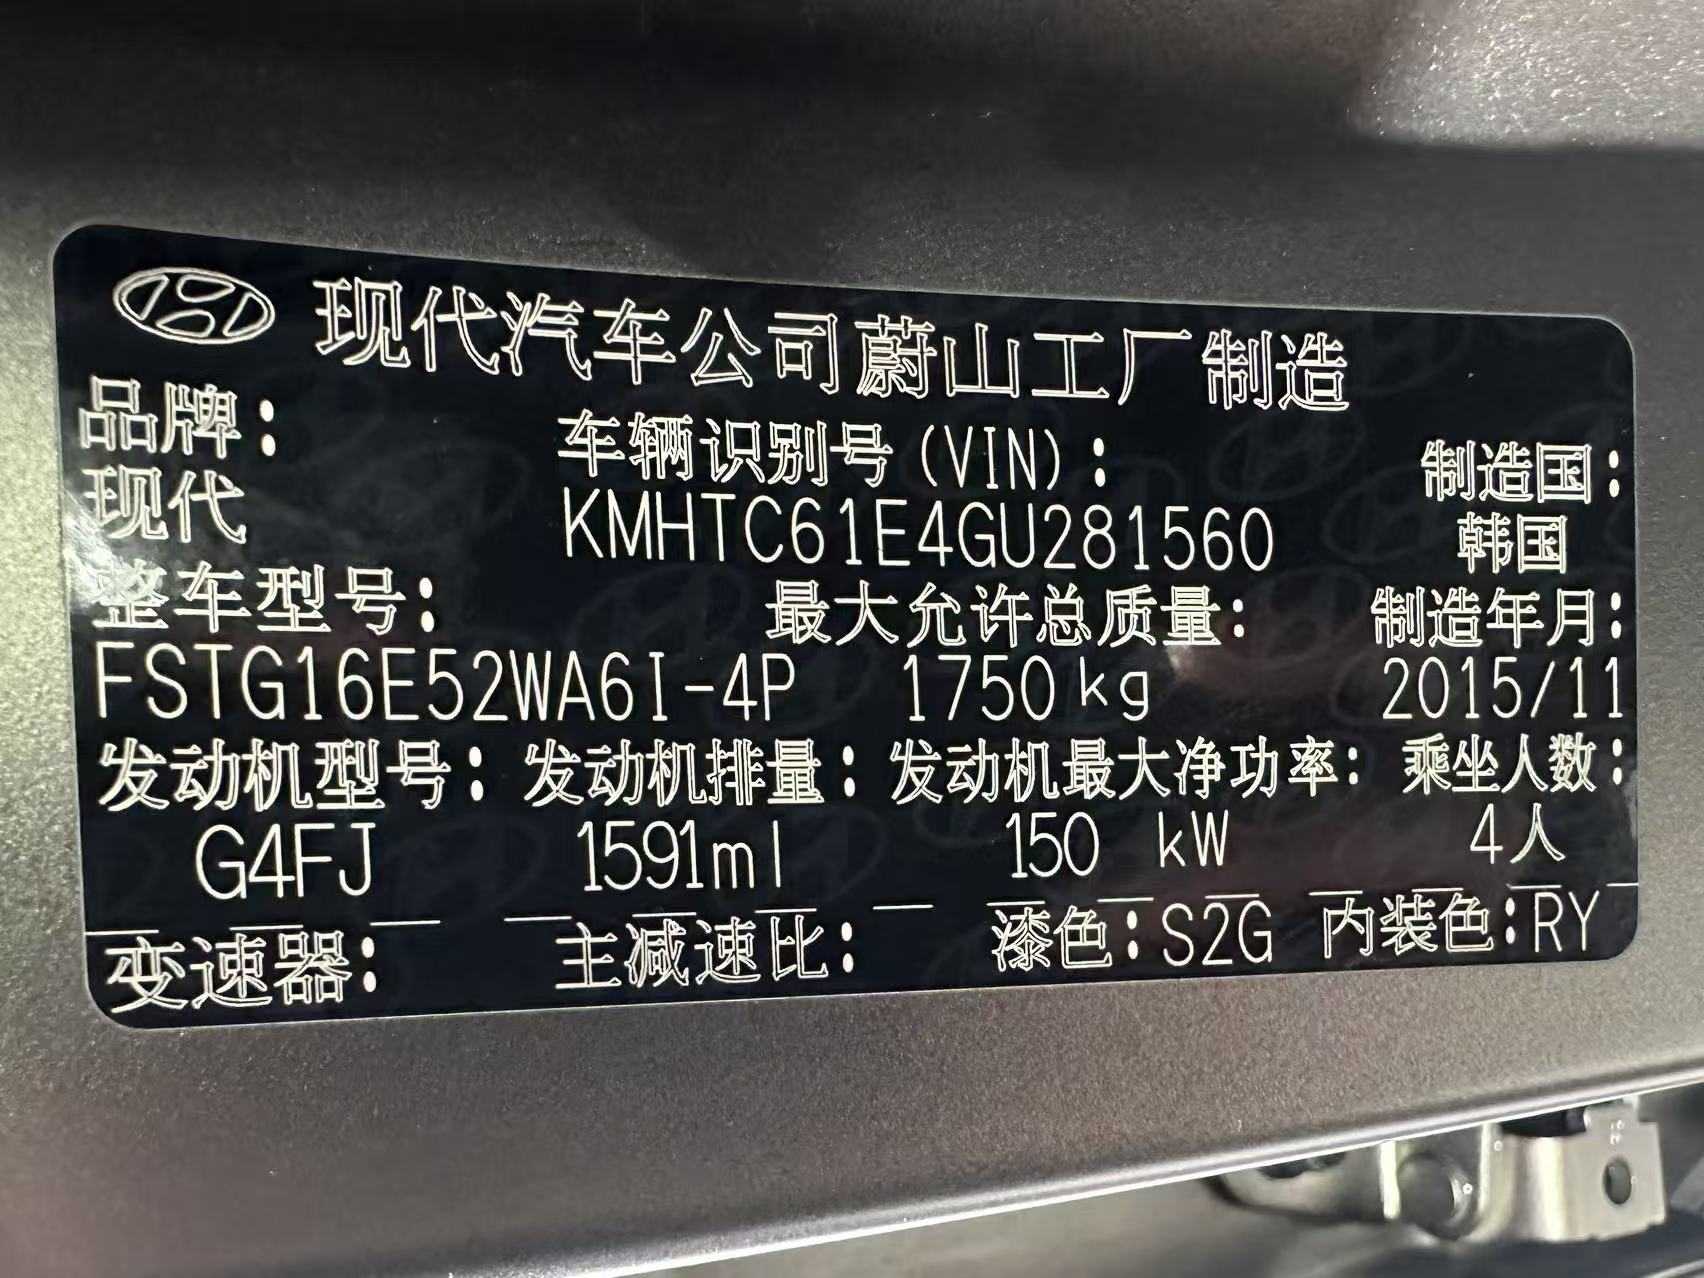 现代汽车公司蔚山工厂制造
品牌： 车辆识别号(VIN)： 制造国：
现代 KMHTC61E4GU281560 韩国
整车型号： 最大允许总质量： 制造年月：
FSTG16E52WA6I-4P 1750kg 2015/11
发动机型号： 发动机排量： 发动机最大净功率： 乘坐人数：
G4FJ 1591ml 150 kW 4人
变速器： 主减速比： 漆色：S2G 内装色：RY